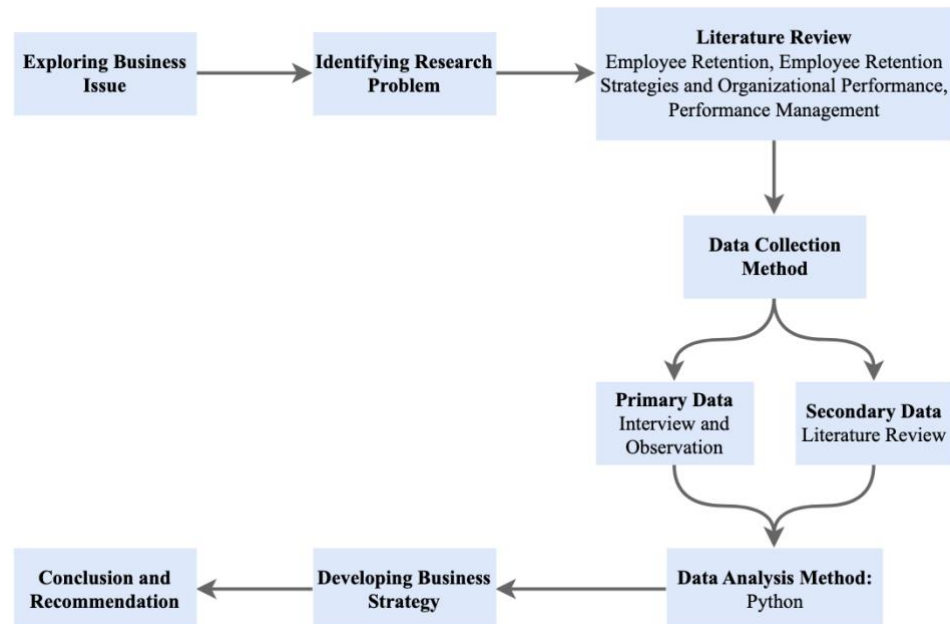 Exploring Business
Issue
Identifying Research
Problem
Literature Review
Employee Retention, Employee Retention
Strategies and Organizational Performance,
Performance Management
Data Collection
Method
Primary Data
Interview and
Observation
Secondary Data
Literature Review
Conclusion and
Recommendation
Developing Business
Strategy
Data Analysis Method:
Python